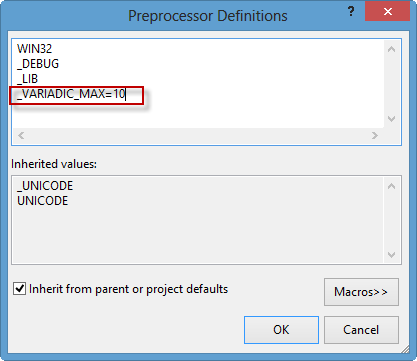 Preprocessor Definitions
?
WIN32
_DEBUG
_LIB
_VARIADIC_MAX=10
Inherited values:
_UNICODE
UNICODE
Inherit from parent or project defaults
Macros>>
OK
Cancel